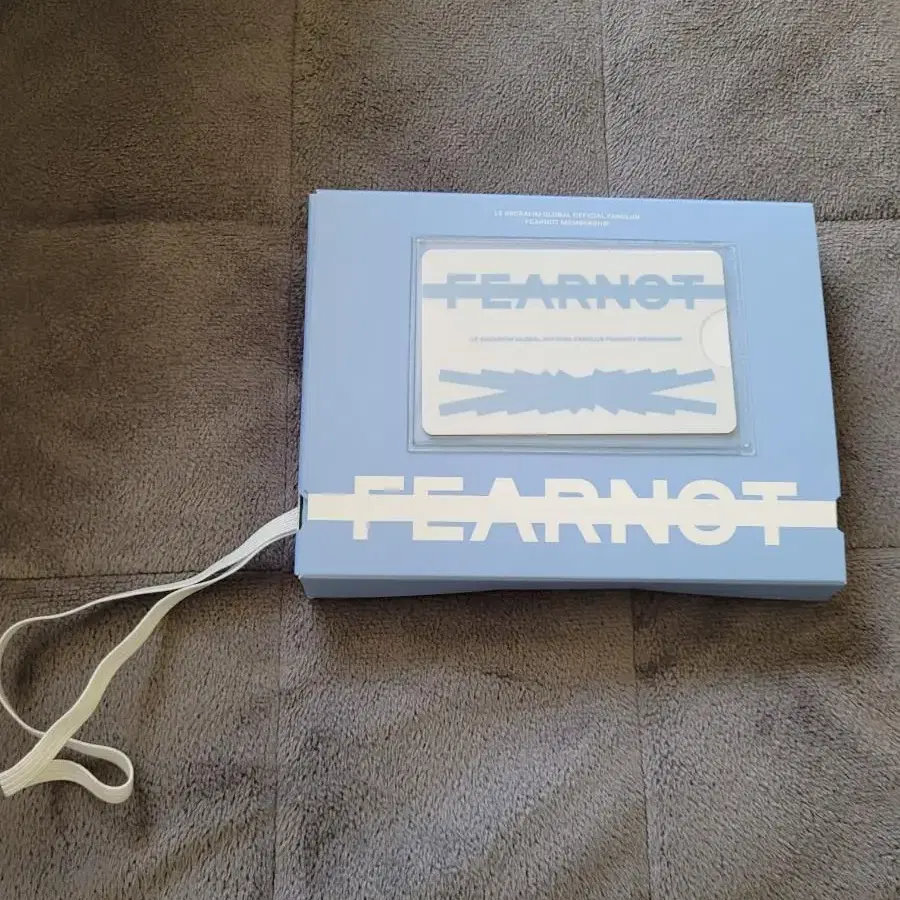 LE SSERAFIM GLOBAL OFFICIAL FANCLUB
FEARNOT MEMBERSHIP
FEARNOT
LE SSERAFIM GLOBAL OFFICIAL FANCLUB FEARNOT MEMBERSHIP
FEARNOT